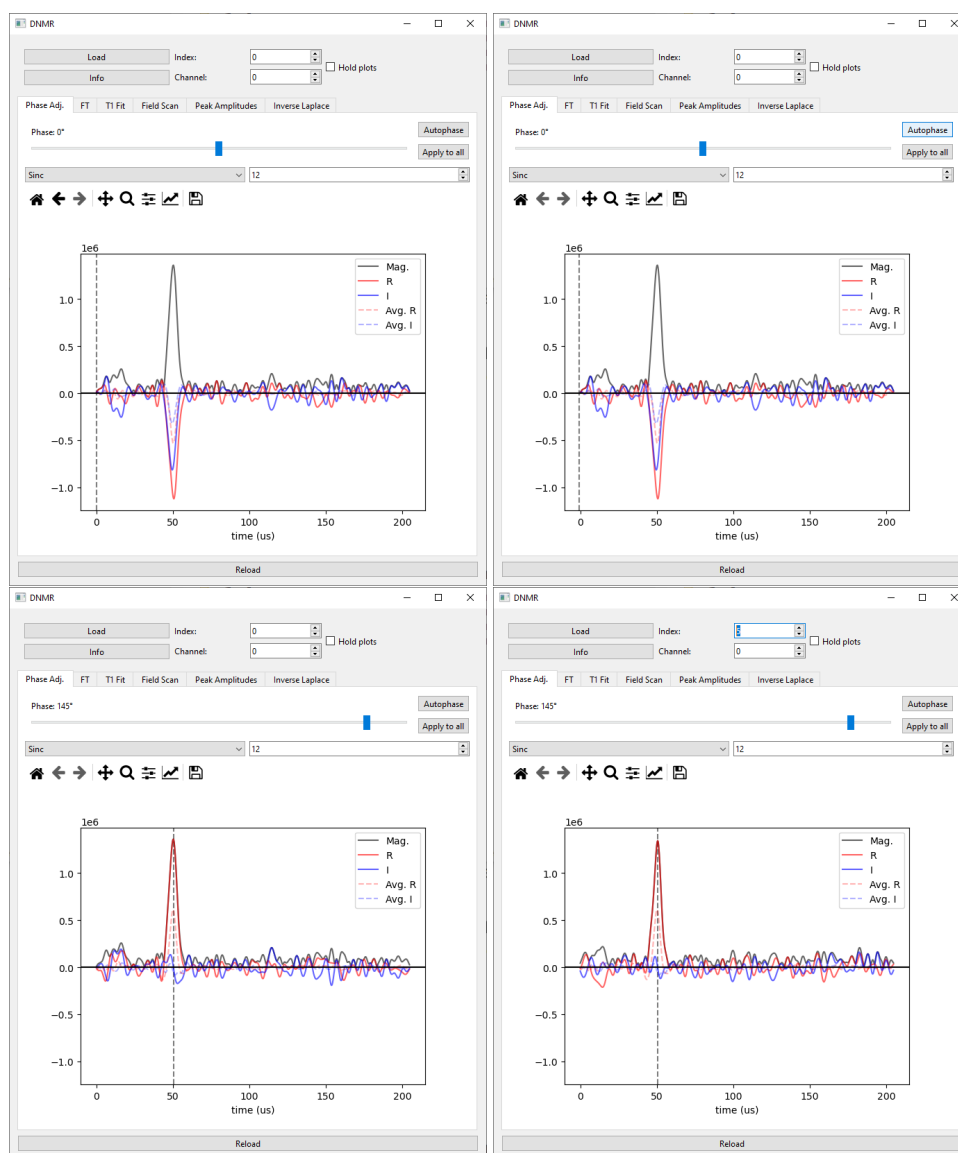 DNMR
Load Index: 0
Hold plots
Info Channel: 0
Phase Adj. FT T1 Fit Field Scan Peak Amplitudes Inverse Laplace
Phase: 0° Autophase
Apply to all
Sinc 12
1e6
Mag.
R
I
Avg. R
Avg. I
1.0
0.5
0.0
−0.5
−1.0
0 50 100 150 200
time (us)
Reload
DNMR
Load Index: 0
Hold plots
Info Channel: 0
Phase Adj. FT T1 Fit Field Scan Peak Amplitudes Inverse Laplace
Phase: 0° Autophase
Apply to all
Sinc 12
1e6
Mag.
R
I
Avg. R
Avg. I
1.0
0.5
0.0
−0.5
−1.0
0 50 100 150 200
time (us)
Reload
DNMR
Load Index: 0
Hold plots
Info Channel: 0
Phase Adj. FT T1 Fit Field Scan Peak Amplitudes Inverse Laplace
Phase: 145° Autophase
Apply to all
Sinc 12
1e6
Mag.
R
I
Avg. R
Avg. I
1.0
0.5
0.0
−0.5
−1.0
0 50 100 150 200
time (us)
Reload
DNMR
Load Index:
Hold plots
Info Channel: 0
Phase Adj. FT T1 Fit Field Scan Peak Amplitudes Inverse Laplace
Phase: 145° Autophase
Apply to all
Sinc 12
1e6
Mag.
R
I
Avg. R
Avg. I
1.0
0.5
0.0
−0.5
−1.0
0 50 100 150 200
time (us)
Reload